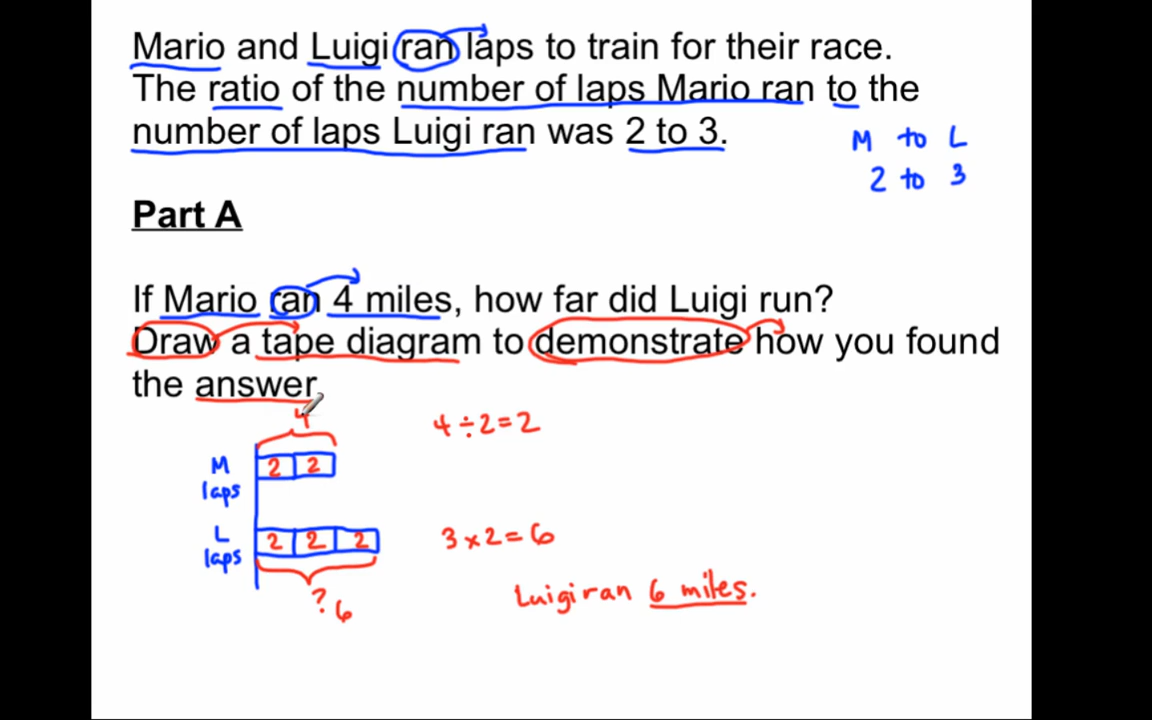 Mario and Luigi ran laps to train for their race.
The ratio of the number of laps Mario ran to the
number of laps Luigi ran was 2 to 3.
M to L
2 to 3
Part A
If Mario ran 4 miles, how far did Luigi run?
Draw a tape diagram to demonstrate how you found
the answer.
4
4÷2=2
M 2 2
laps
L 2 2 2
laps
3×2=6
? 6
Luigi ran 6 miles.